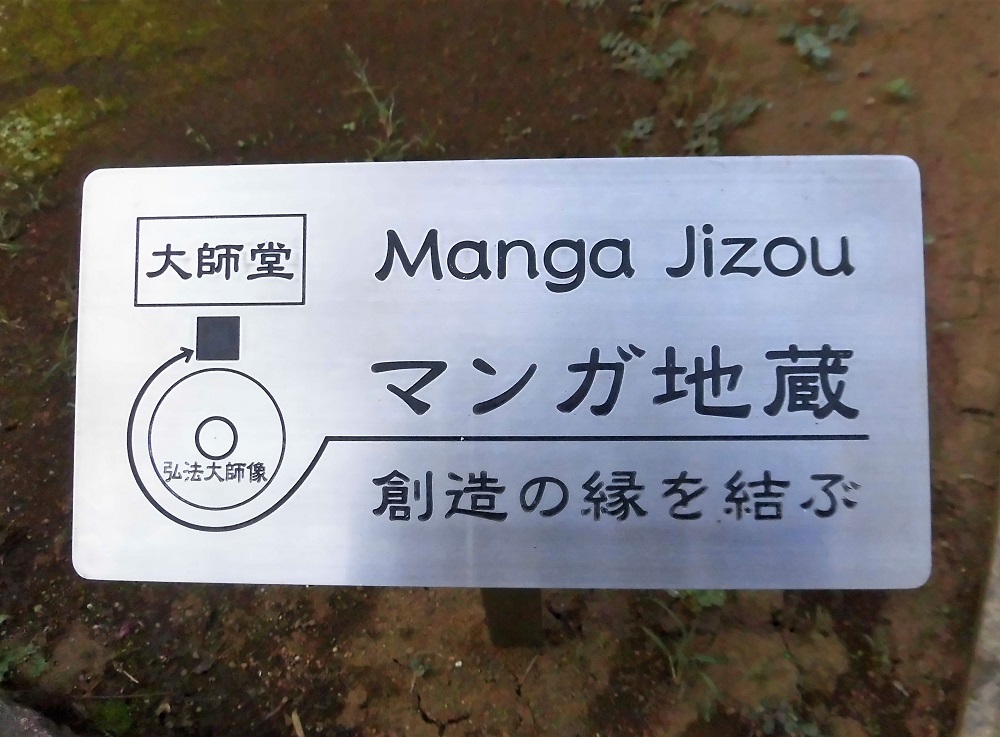 大師堂
弘法大師像
Manga Jizou
マンガ地蔵
創造の縁を結ぶ